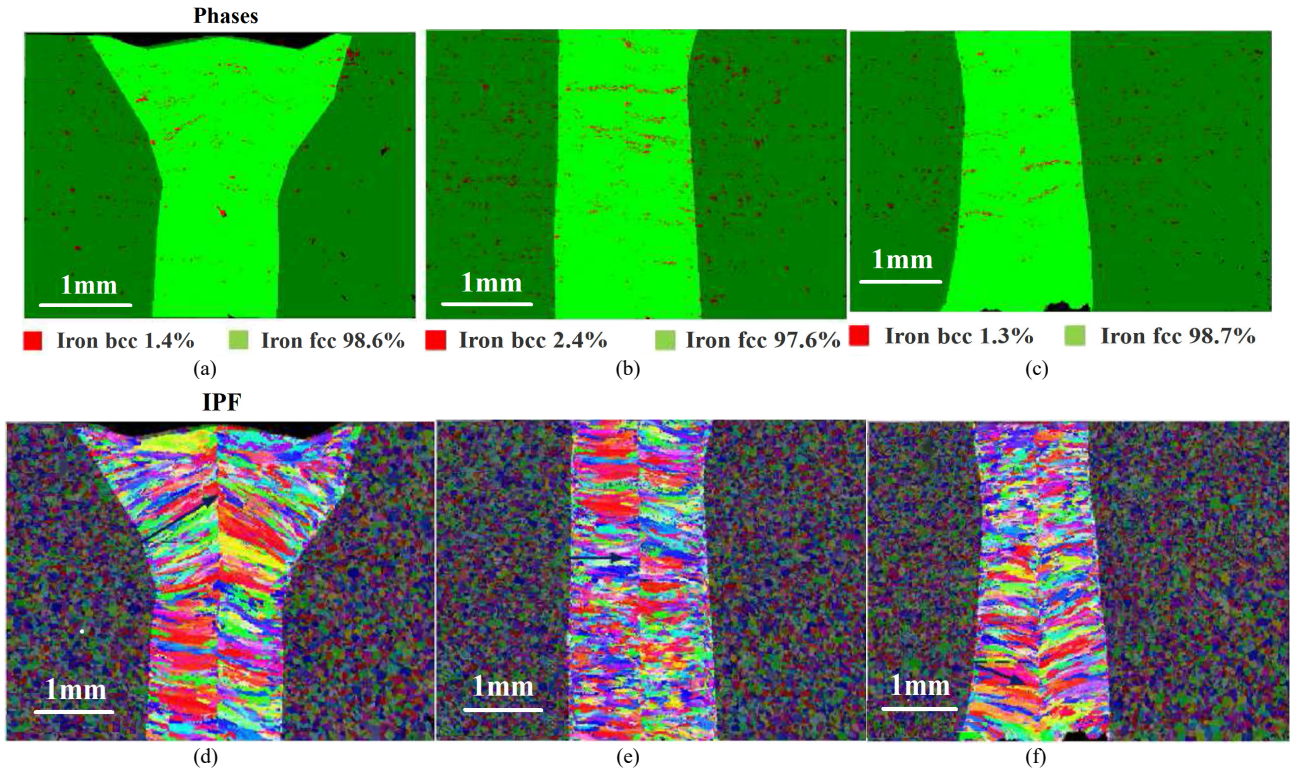 Phases
1mm
1mm
1mm
Iron bcc 1.4% Iron fcc 98.6%
Iron bcc 2.4% Iron fcc 97.6%
Iron bcc 1.3% Iron fcc 98.7%
(a)
(b)
(c)
IPF
1mm
1mm
1mm
(d)
(e)
(f)